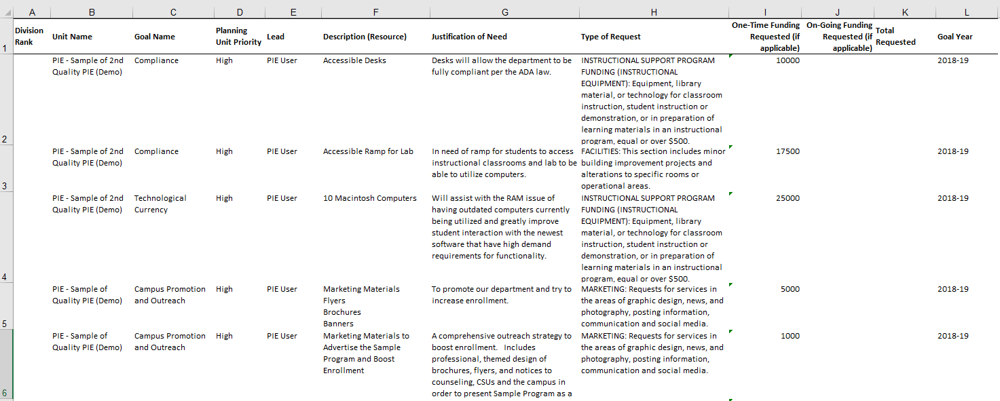 A B C D E F G H I J K L
1 Division Rank Unit Name Goal Name Planning Unit Priority Lead Description (Resource) Justification of Need Type of Request One-Time Funding Requested (if applicable) On-Going Funding Requested (if applicable) Total Requested Goal Year
PIE - Sample of 2nd Quality PIE (Demo)
Compliance
High
PIE User
Accessible Desks
Desks will allow the department to be
fully compliant per the ADA law.
INSTRUCTIONAL SUPPORT PROGRAM
FUNDING (INSTRUCTIONAL
EQUIPMENT): Equipment, library
material, or technology for classroom
instruction, student instruction or
demonstration, or in preparation of
learning materials in an instructional
program, equal or over $500.
10000
2018-19
2
PIE - Sample of 2nd
Quality PIE (Demo)
Compliance
High
PIE User
Accessible Ramp for Lab
In need of ramp for students to access
instructional classrooms and lab to be
able to utilize computers.
FACILITIES: This section includes minor
building improvement projects and
alterations to specific rooms or
operational areas.
17500
2018-19
3
PIE - Sample of 2nd
Quality PIE (Demo)
Technological
Currency
High
PIE User
10 Macintosh Computers
Will assist with the RAM issue of
having outdated computers currently
being utilized and greatly improve
student interaction with the newest
software that have high demand
requirements for functionality.
INSTRUCTIONAL SUPPORT PROGRAM
FUNDING (INSTRUCTIONAL
EQUIPMENT): Equipment, library
material, or technology for classroom
instruction, student instruction or
demonstration, or in preparation of
learning materials in an instructional
program, equal or over $500.
25000
2018-19
4
PIE - Sample of
Quality PIE (Demo)
Campus Promotion
and Outreach
High
PIE User
Marketing Materials
Flyers
Brochures
Banners
To promote our department and try to
increase enrollment.
MARKETING: Requests for services in
the areas of graphic design, news, and
photography, posting information,
communication and social media.
5000
2018-19
5
PIE - Sample of
Quality PIE (Demo)
Campus Promotion
and Outreach
High
PIE User
Marketing Materials to
Advertise the Sample
Program and Boost
Enrollment
A comprehensive outreach strategy to
boost enrollment. Includes
professional, themed design of
brochures, flyers, and notices to
counseling, CSUs and the campus in
order to present Sample Program as a
MARKETING: Requests for services in
the areas of graphic design, news, and
photography, posting information,
communication and social media.
1000
2018-19
6